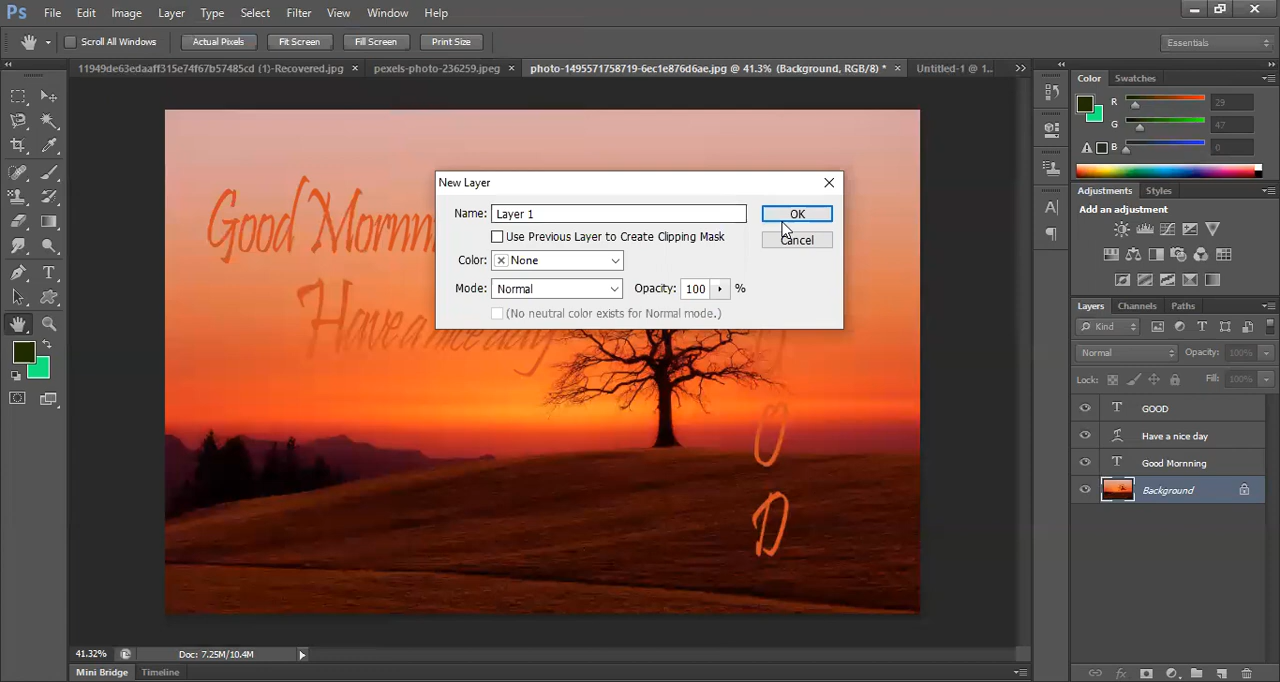 Ps File Edit Image Layer Type Select Filter View Window Help
Scroll All Windows Actual Pixels Fit Screen Fill Screen Print Size Essentials
11949de63edaaff315e74f67b57485cd (1)-Recovered.jpg × pexels-photo-236259.jpeg × photo-1495571758719-6ec1e876d6ae.jpg @ 41.3% (Background, RGB/8) * × Untitled-1 @ 1...
Color Swatches
R 29
G 47
B 0
Adjustments Styles
Add an adjustment
Good Mornn
Have a nice day
O
D
New Layer
Name: Layer 1 OK
Use Previous Layer to Create Clipping Mask Cancel
Color: None
Mode: Normal Opacity: 100 %
(No neutral color exists for Normal mode.)
Layers Channels Paths
Kind
Normal Opacity: 100%
Lock: Fill: 100%
GOOD
Have a nice day
Good Mornning
Background
41.32% Doc: 7.25M/10.4M
Mini Bridge Timeline